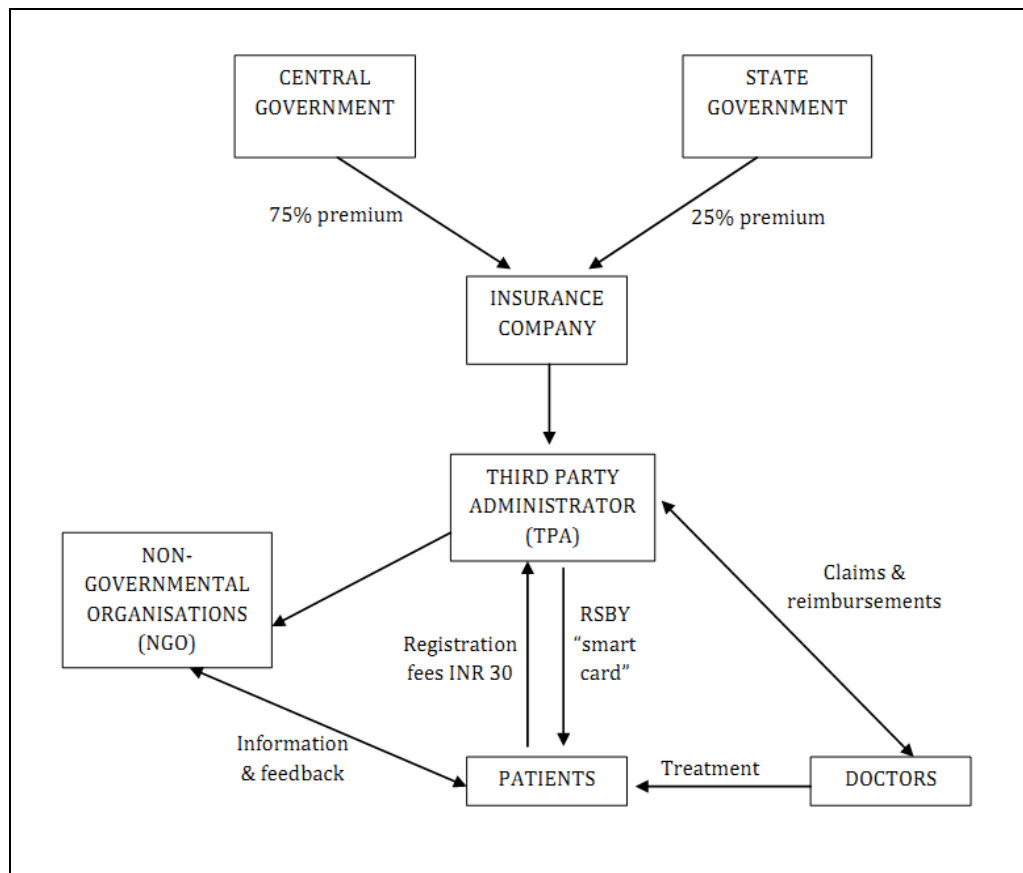 CENTRAL
GOVERNMENT
STATE
GOVERNMENT
75% premium
25% premium
INSURANCE
COMPANY
THIRD PARTY
ADMINISTRATOR
(TPA)
NON-
GOVERNMENTAL
ORGANISATIONS
(NGO)
Claims &
reimbursements
Registration
fees INR 30
RSBY
“smart
card”
Information
& feedback
PATIENTS
Treatment
DOCTORS